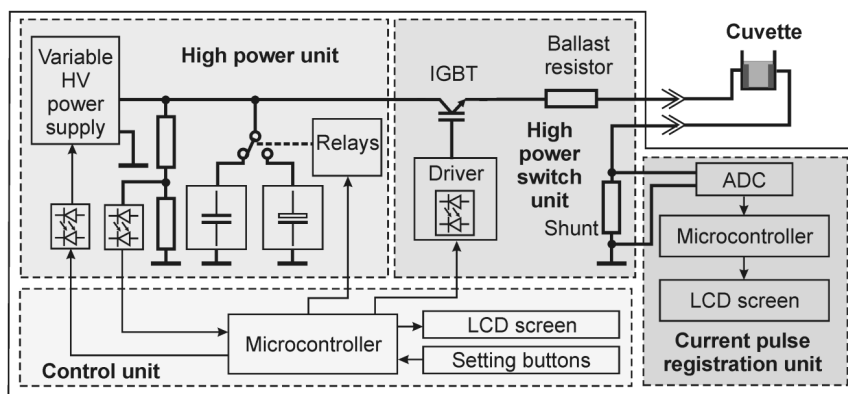 Variable
HV
power
supply
High power unit
Relays
IGBT
Ballast
resistor
High
power
switch
unit
Driver
Shunt
Cuvette
ADC
Microcontroller
LCD screen
Current pulse
registration unit
Microcontroller
LCD screen
Setting buttons
Control unit